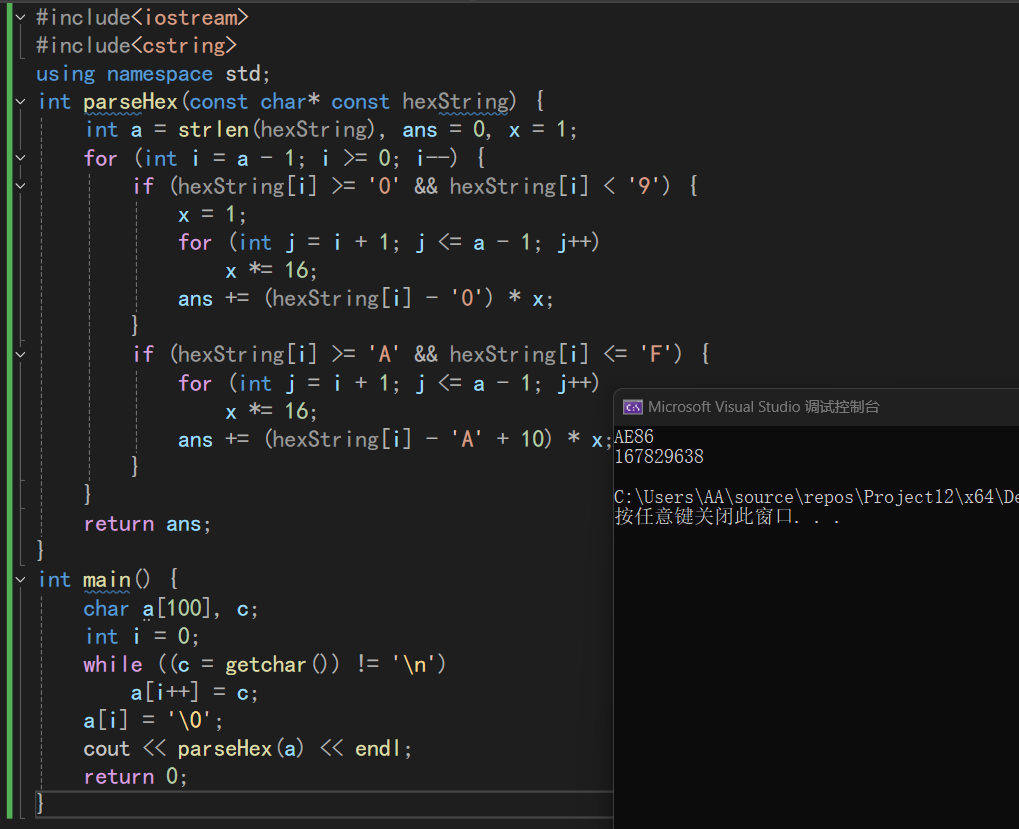 #include<iostream>
#include<cstring>
using namespace std;
int parseHex(const char* const hexString) {
    int a = strlen(hexString), ans = 0, x = 1;
    for (int i = a - 1; i >= 0; i--) {
        if (hexString[i] >= '0' && hexString[i] < '9') {
            x = 1;
            for (int j = i + 1; j <= a - 1; j++)
                x *= 16;
            ans += (hexString[i] - '0') * x;
        }
        if (hexString[i] >= 'A' && hexString[i] <= 'F') {
            for (int j = i + 1; j <= a - 1; j++)
                x *= 16;
            ans += (hexString[i] - 'A' + 10) * x;
        }
    }
    return ans;
}
int main() {
    char a[100], c;
    int i = 0;
    while ((c = getchar()) != '\n')
        a[i++] = c;
    a[i] = '\0';
    cout << parseHex(a) << endl;
    return 0;
}
Microsoft Visual Studio 调试控制台
AE86
167829638
C:\Users\AA\source\repos\Project12\x64\De
按任意键关闭此窗口. . .